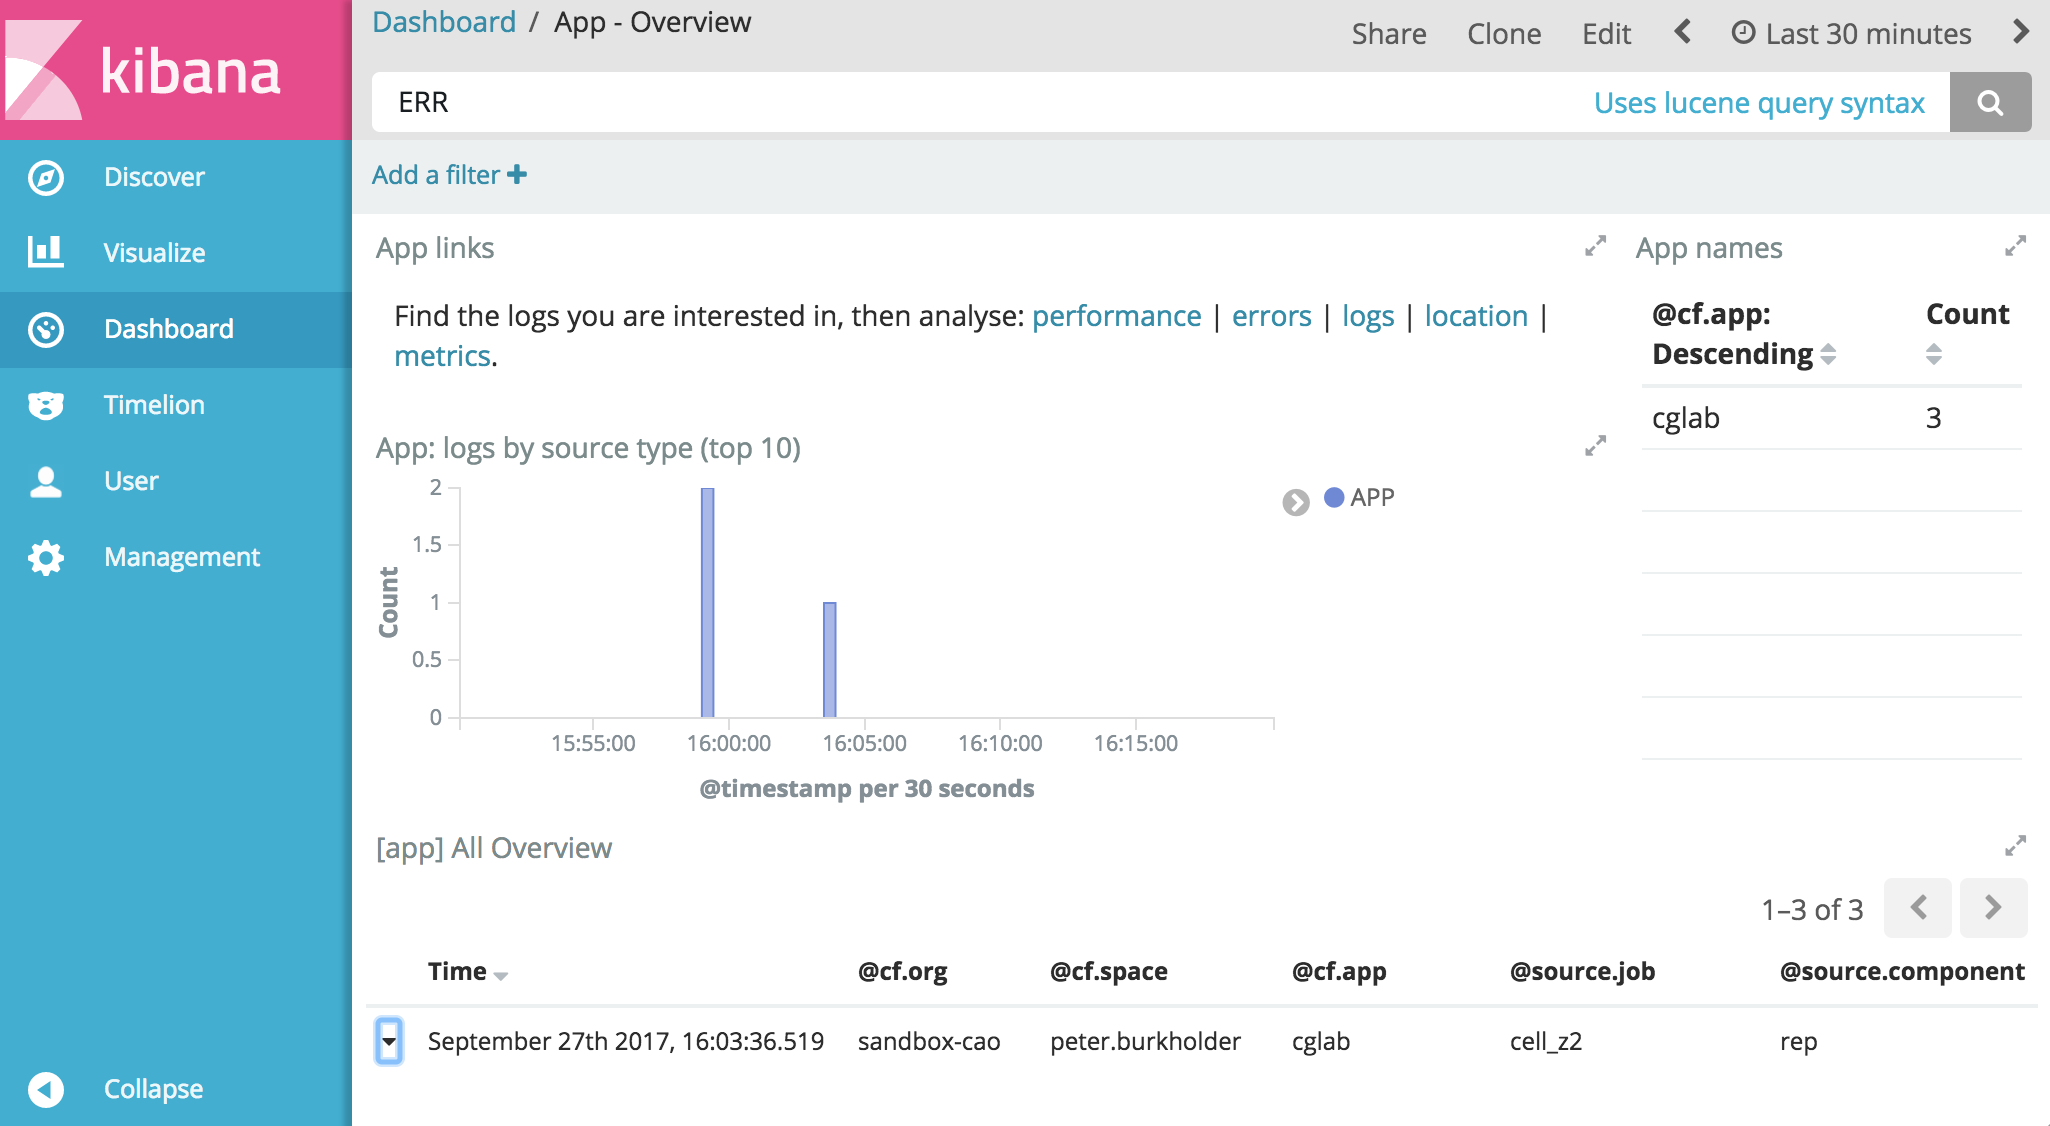 kibana
Discover
Visualize
Dashboard
Timelion
User
Management
Collapse
Dashboard / App - Overview
Share Clone Edit Last 30 minutes
ERR Uses lucene query syntax
Add a filter
App links
Find the logs you are interested in, then analyse: performance | errors | logs | location |
metrics.
App names
@cf.app:
Descending
Count
cglab 3
App: logs by source type (top 10)
2
1.5
1
0.5
0
Count
15:55:00 16:00:00 16:05:00 16:10:00 16:15:00
@timestamp per 30 seconds
APP
[app] All Overview
1–3 of 3
Time @cf.org @cf.space @cf.app @source.job @source.component
September 27th 2017, 16:03:36.519 sandbox-cao peter.burkholder cglab cell_z2 rep